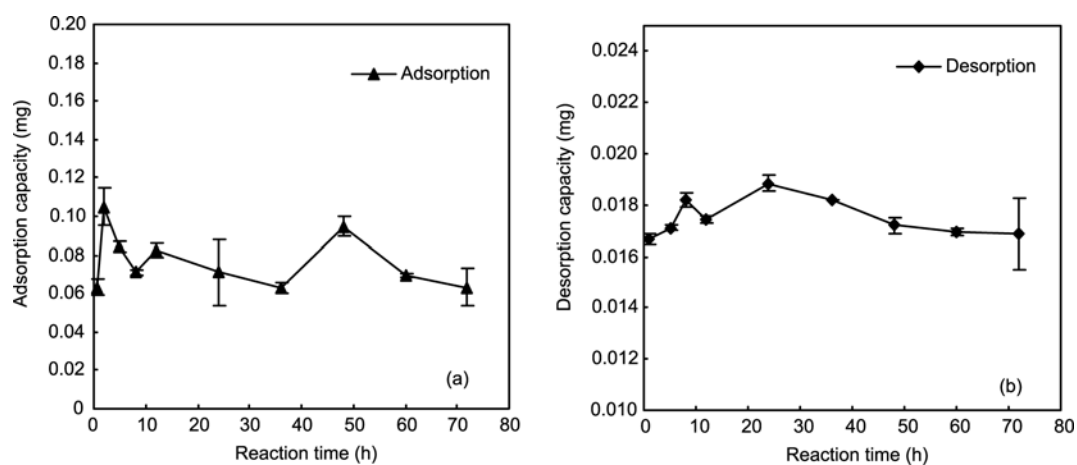 0.20
0.18
0.16
0.14
0.12
0.10
0.08
0.06
0.04
0.02
0
Adsorption capacity (mg)
Adsorption
(a)
0 10 20 30 40 50 60 70 80
Reaction time (h)
0.024
0.022
0.020
0.018
0.016
0.014
0.012
0.010
Desorption capacity (mg)
Desorption
(b)
0 10 20 30 40 50 60 70 80
Reaction time (h)